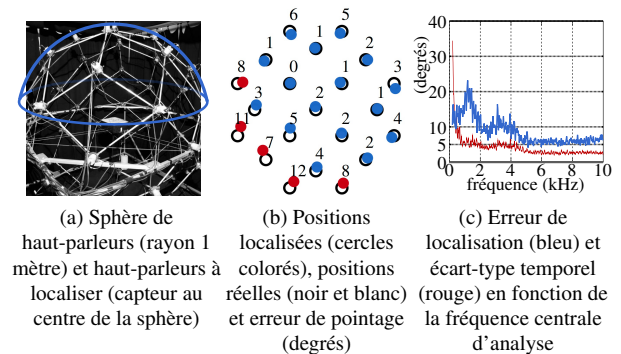 6 5
1 1 2
8 0 1 3
3 2 1
11 5 2 4
7 4 2
12 8
(degrés)
40
30
20
10
5
0
0 2 4 6 8 10
fréquence (kHz)
(a) Sphère de
haut-parleurs (rayon 1
mètre) et haut-parleurs à
localiser (capteur au
centre de la sphère)
(b) Positions
localisées (cercles
colorés), positions
réelles (noir et blanc)
et erreur de pointage
(degrés)
(c) Erreur de
localisation (bleu) et
écart-type temporel
(rouge) en fonction de
la fréquence centrale
d'analyse